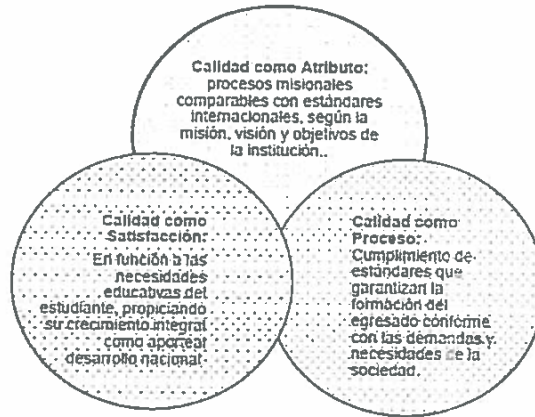 Calidad como Atributo:
procesos misionales
comparables con estándares
internacionales, según la
misión, visión y objetivos de
la institución..
Calidad como
Satisfacción:
En función a las
necesidades
educativas del
estudiante, propiciando
su crecimiento integral
como aporte al
desarrollo nacional
Calidad como
Proceso:
Cumplimiento de
estándares que
garantizan la
formación del
egresado conforme
con las demandas y
necesidades de la
sociedad.